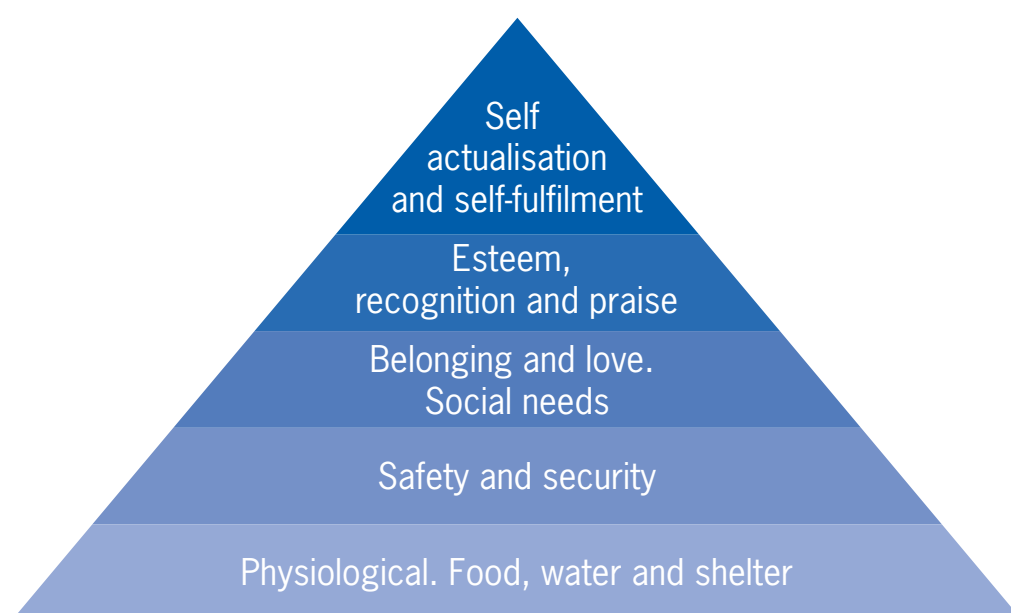 Self
actualisation
and self-fulfilment
Esteem,
recognition and praise
Belonging and love.
Social needs
Safety and security
Physiological. Food, water and shelter